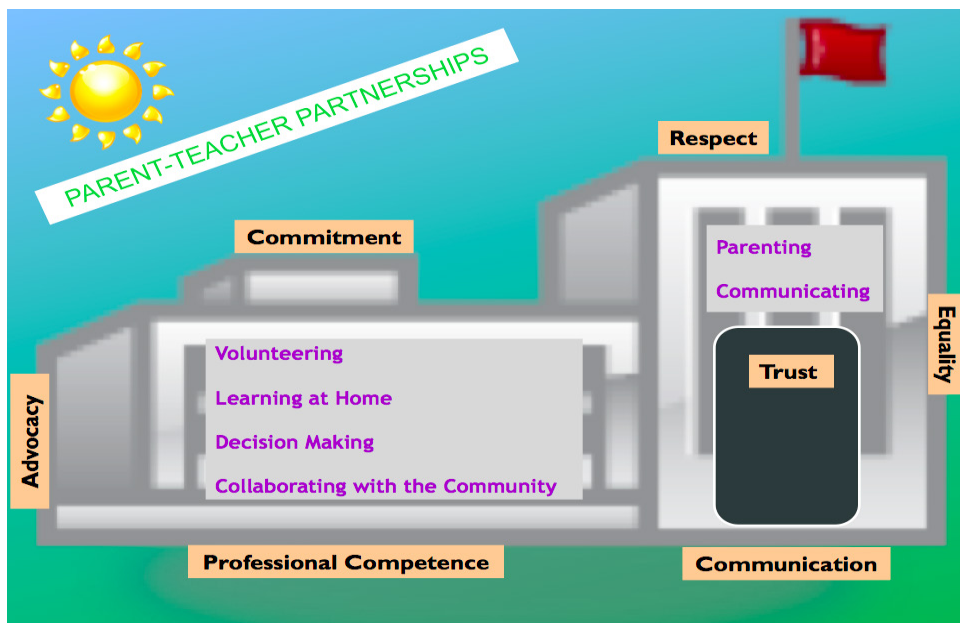 PARENT-TEACHER PARTNERSHIPS
Respect
Commitment
Parenting
Communicating
Equality
Volunteering
Learning at Home
Decision Making
Collaborating with the Community
Trust
Advocacy
Professional Competence
Communication